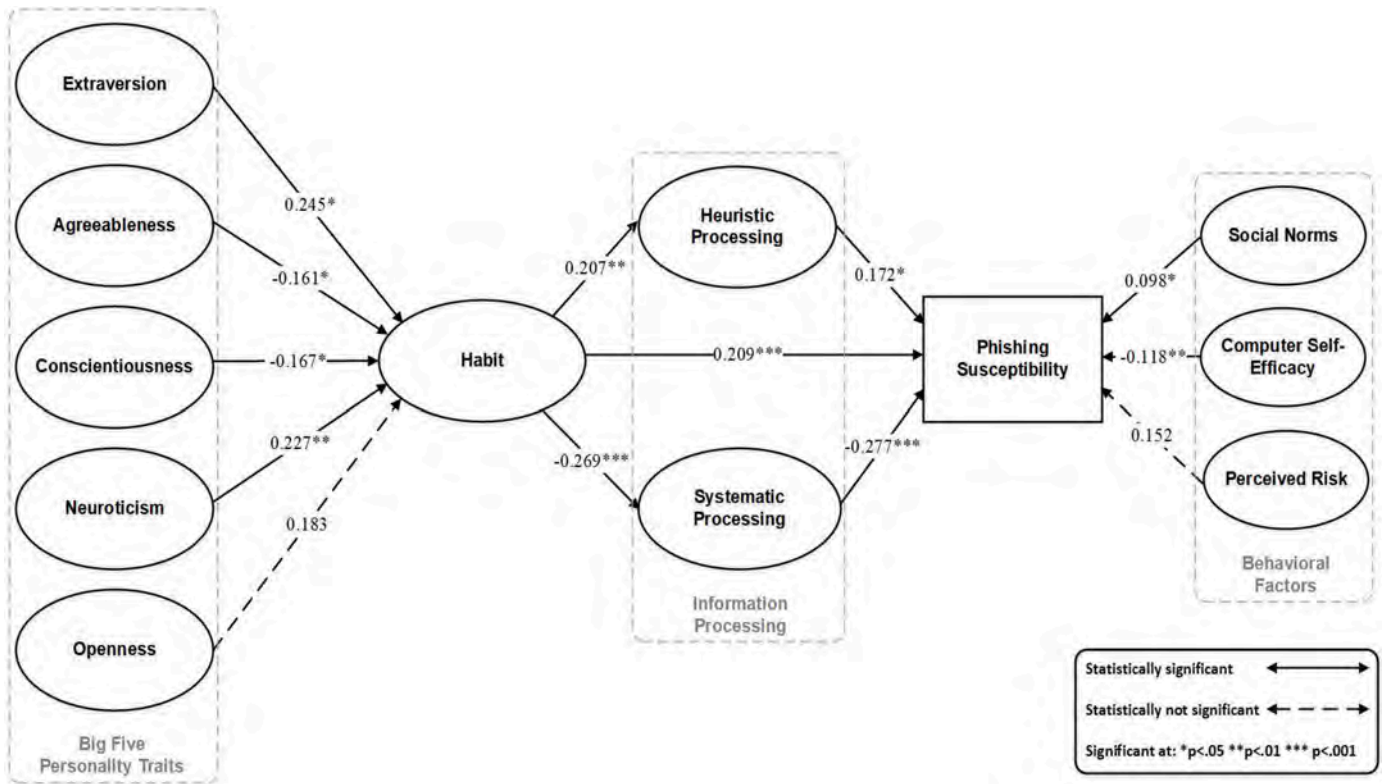 Extraversion
Agreeableness
Conscientiousness
Neuroticism
Openness
Big Five
Personality Traits
0.245*
-0.161*
-0.167*
0.227**
0.183
Habit
0.207**
0.209***
-0.269***
Heuristic
Processing
Systematic
Processing
Information
Processing
0.172*
-0.277***
Phishing
Susceptibility
0.098*
-0.118**
0.152
Social Norms
Computer Self-
Efficacy
Perceived Risk
Behavioral
Factors
Statistically significant
Statistically not significant
Significant at: *p<.05 **p<.01 *** p<.001